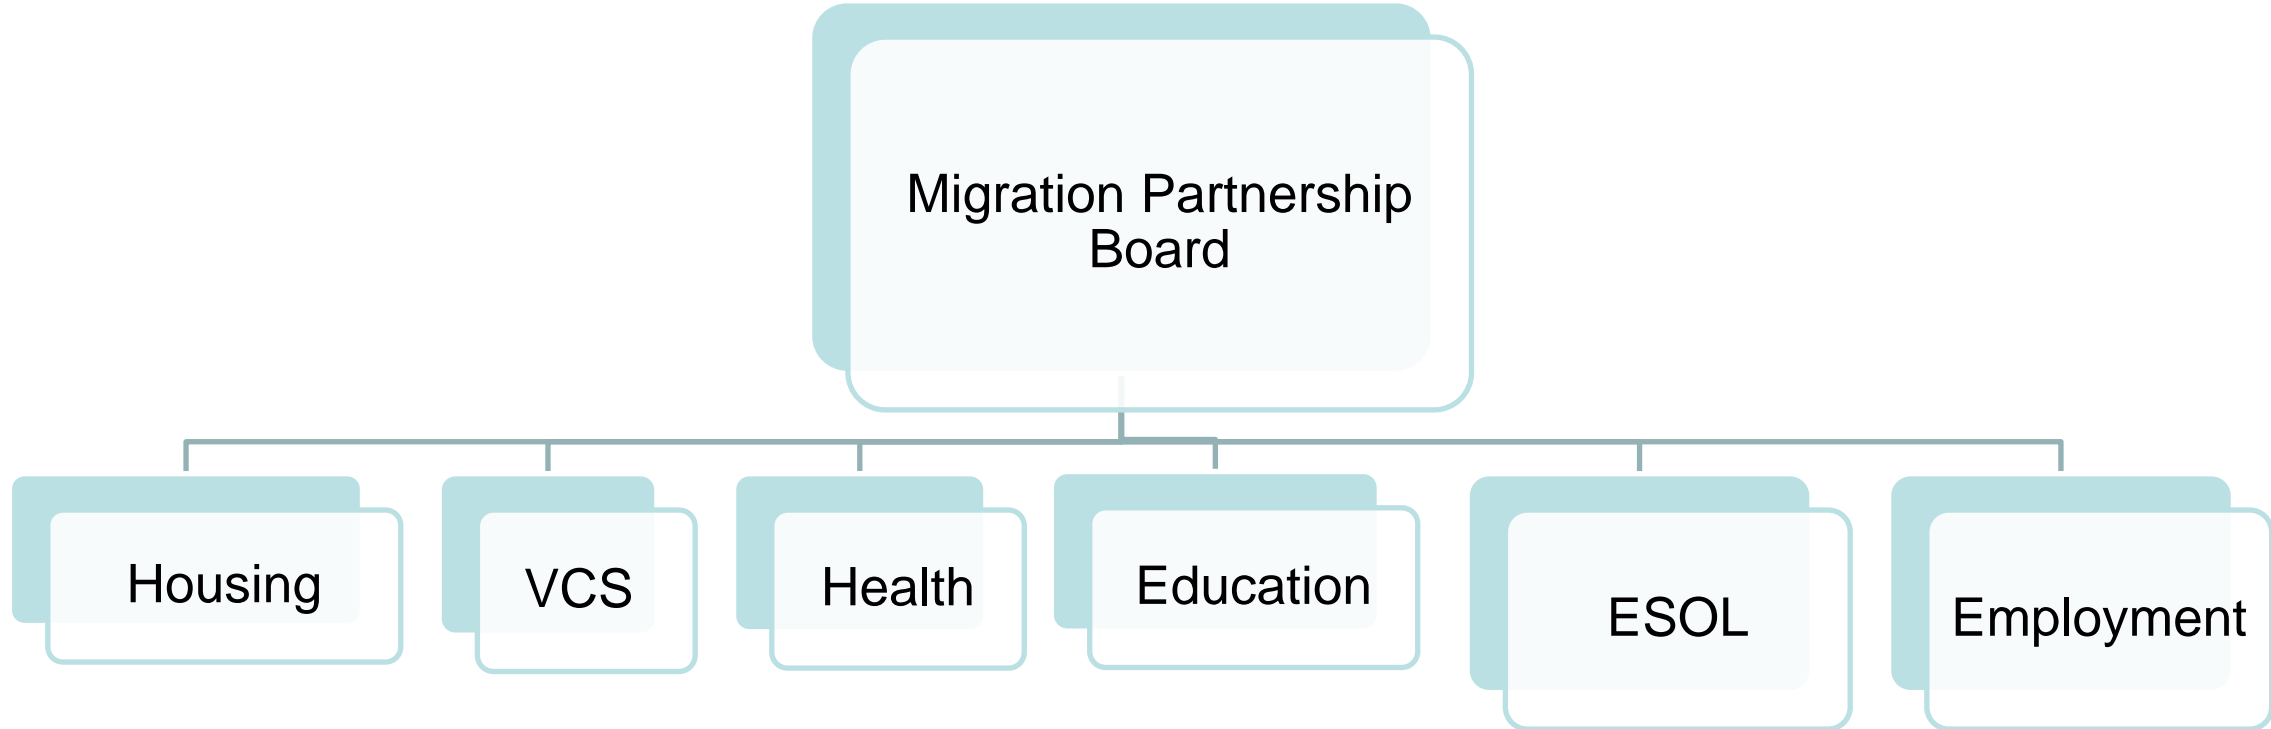 Migration Partnership
Board
Housing
VCS
Health
Education
ESOL
Employment